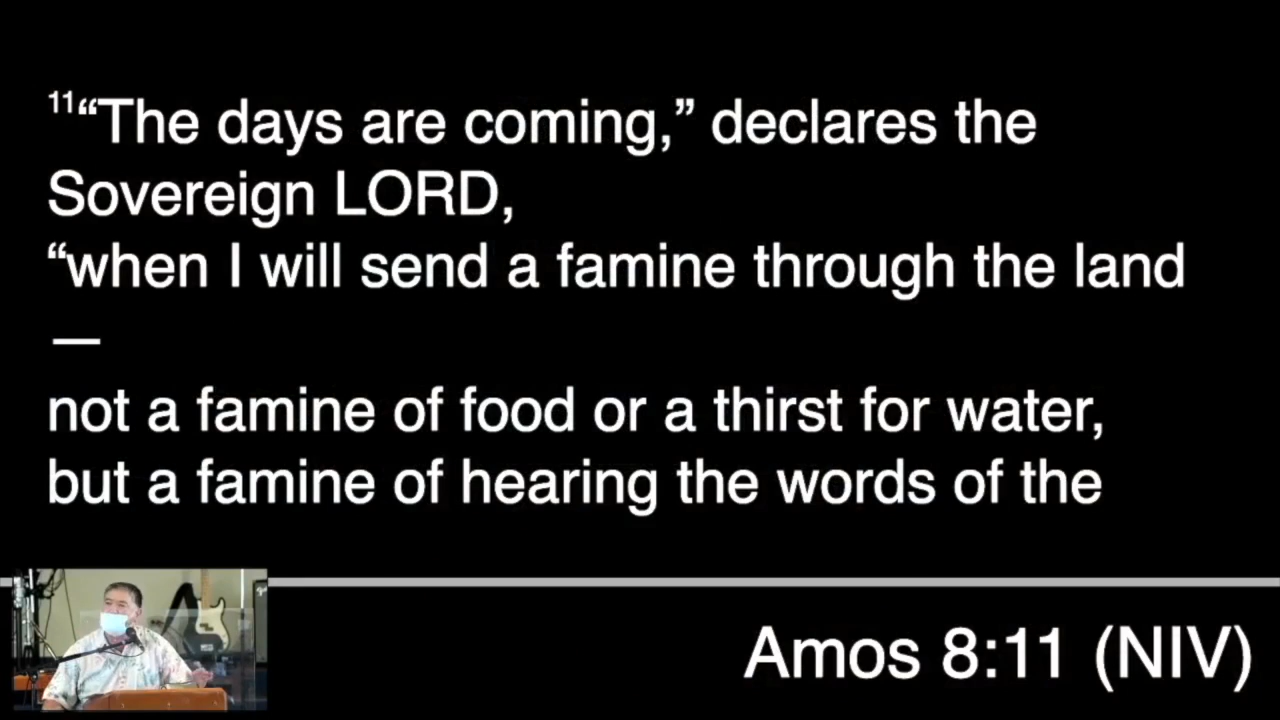 11“The days are coming,” declares the
Sovereign LORD,
“when I will send a famine through the land
—
not a famine of food or a thirst for water,
but a famine of hearing the words of the
Amos 8:11 (NIV)